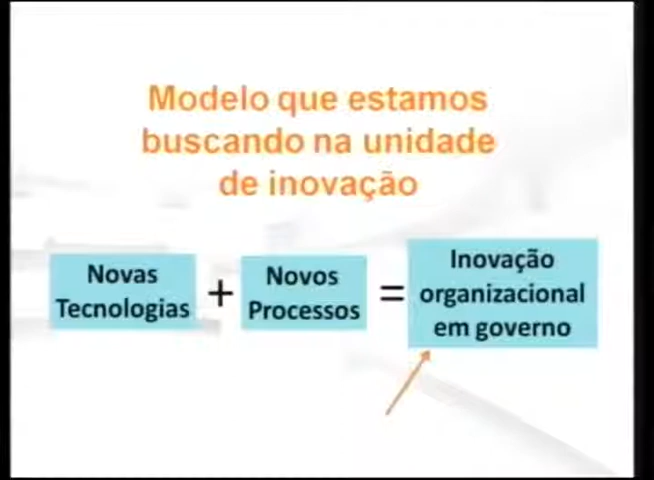 Modelo que estamos
buscando na unidade
de inovação
Novas
Tecnologias
+
Novos
Processos
=
Inovação
organizacional
em governo